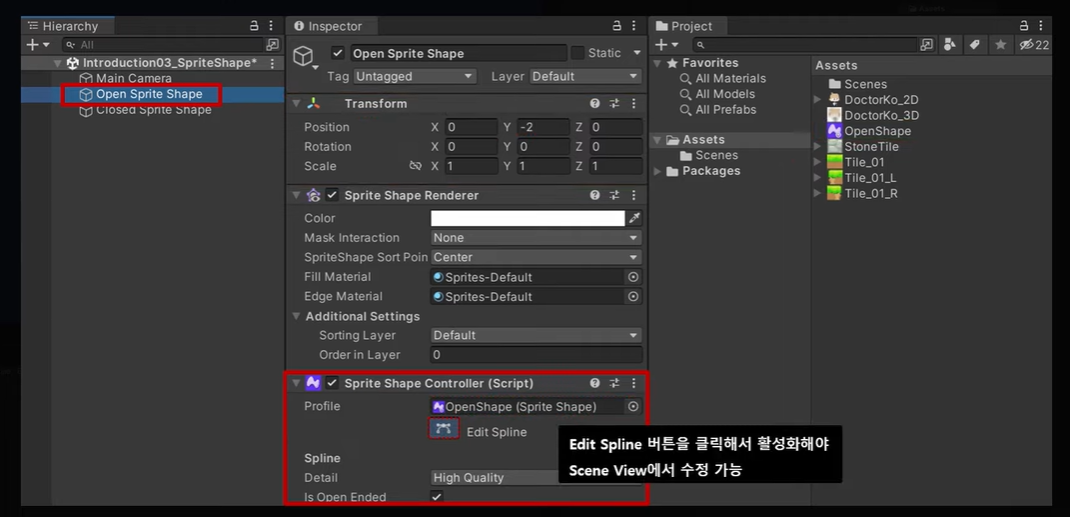 Hierarchy
All
Introduction03_SpriteShape*
Main Camera
Open Sprite Shape
Closed Sprite Shape
Inspector
Open Sprite Shape
Static
Tag Untagged Layer Default
Transform
Position X 0 Y -2 Z 0
Rotation X 0 Y 0 Z 0
Scale X 1 Y 1 Z 1
Sprite Shape Renderer
Color
Mask Interaction None
SpriteShape Sort Poin Center
Fill Material Sprites-Default
Edge Material Sprites-Default
Additional Settings
Sorting Layer Default
Order in Layer 0
Sprite Shape Controller (Script)
Profile OpenShape (Sprite Shape)
Edit Spline
Spline
Detail High Quality
Is Open Ended
Edit Spline 버튼을 클릭해서 활성화해야
Scene View에서 수정 가능
Project
22
Favorites
All Materials
All Models
All Prefabs
Assets
Scenes
Packages
Assets
Scenes
DoctorKo_2D
DoctorKo_3D
OpenShape
StoneTile
Tile_01
Tile_01_L
Tile_01_R